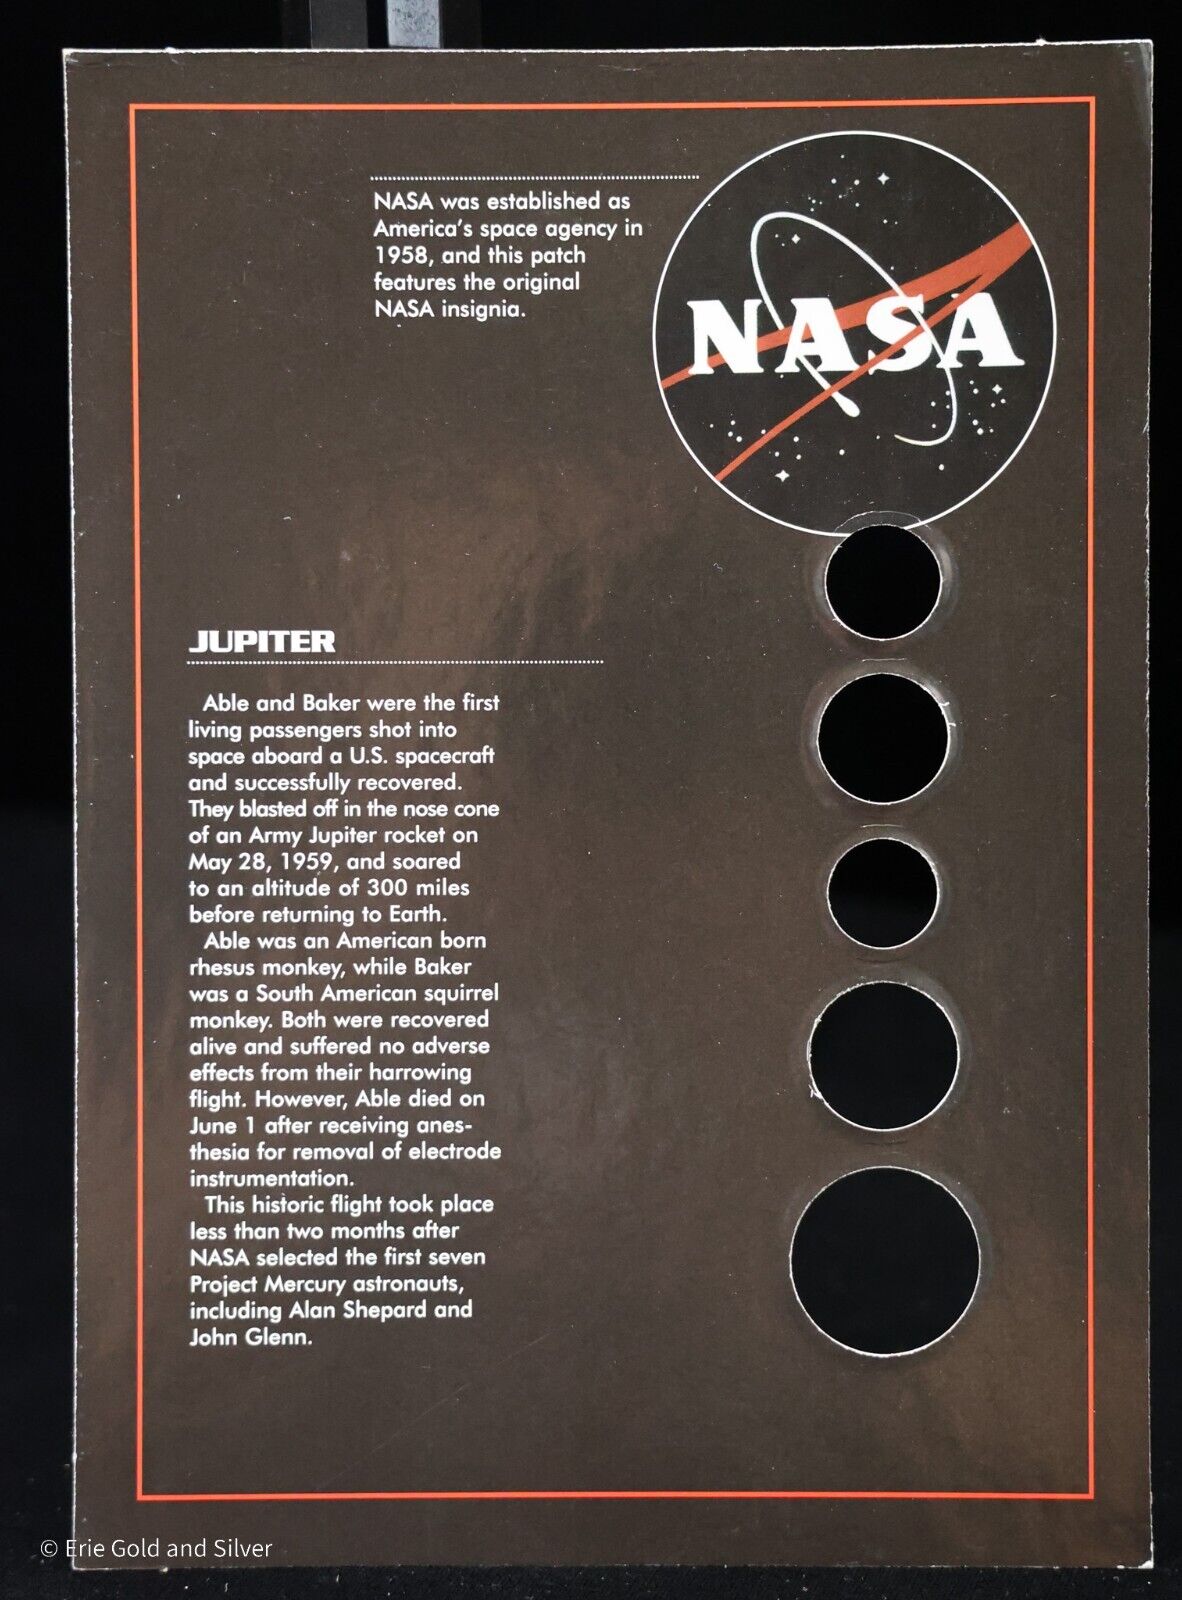 NASA was established as
America's space agency in
1958, and this patch
features the original
NASA insignia.
NASA
JUPITER
Able and Baker were the first
living passengers shot into
space aboard a U.S. spacecraft
and successfully recovered.
They blasted off in the nose cone
of an Army Jupiter rocket on
May 28, 1959, and soared
to an altitude of 300 miles
before returning to Earth.
Able was an American born
rhesus monkey, while Baker
was a South American squirrel
monkey. Both were recovered
alive and suffered no adverse
effects from their harrowing
flight. However, Able died on
June 1 after receiving anes-
thesia for removal of electrode
instrumentation.
This historic flight took place
less than two months after
NASA selected the first seven
Project Mercury astronauts,
including Alan Shepard and
John Glenn.
© Erie Gold and Silver